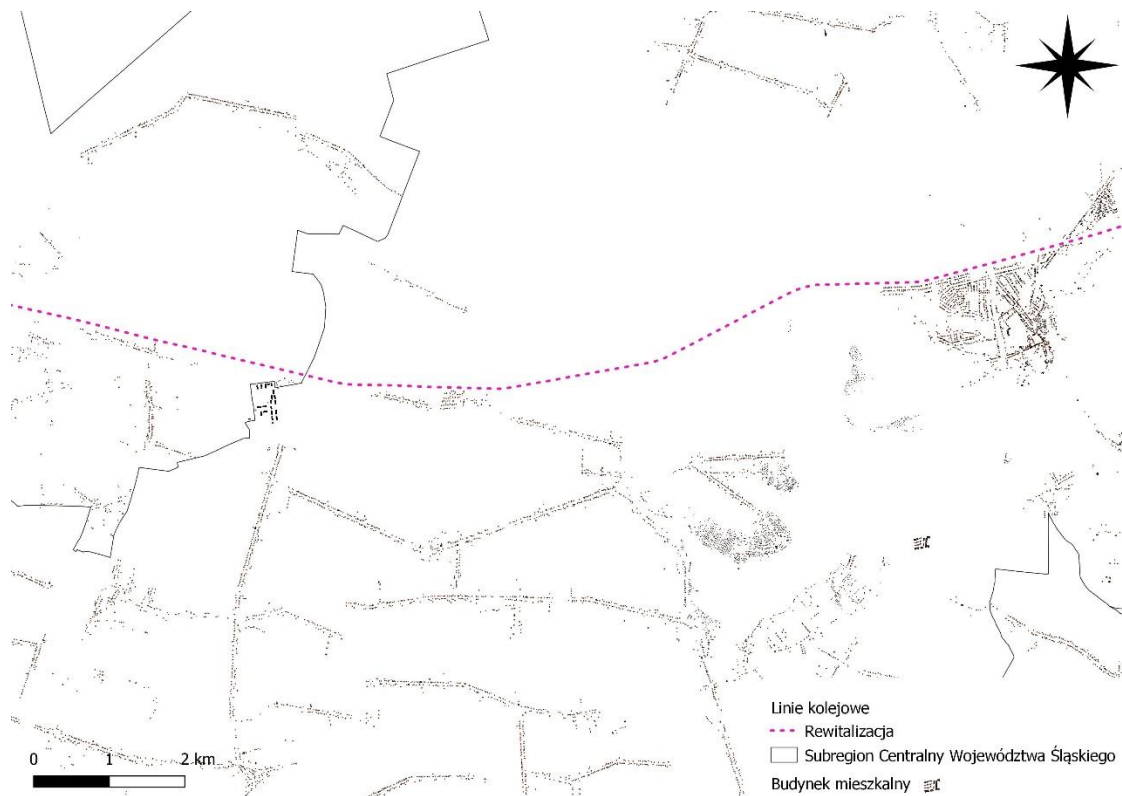 Linie kolejowe
Rewitalizacja
Subregion Centralny Województwa Śląskiego
Budynek mieszkalny
0 1 2 km